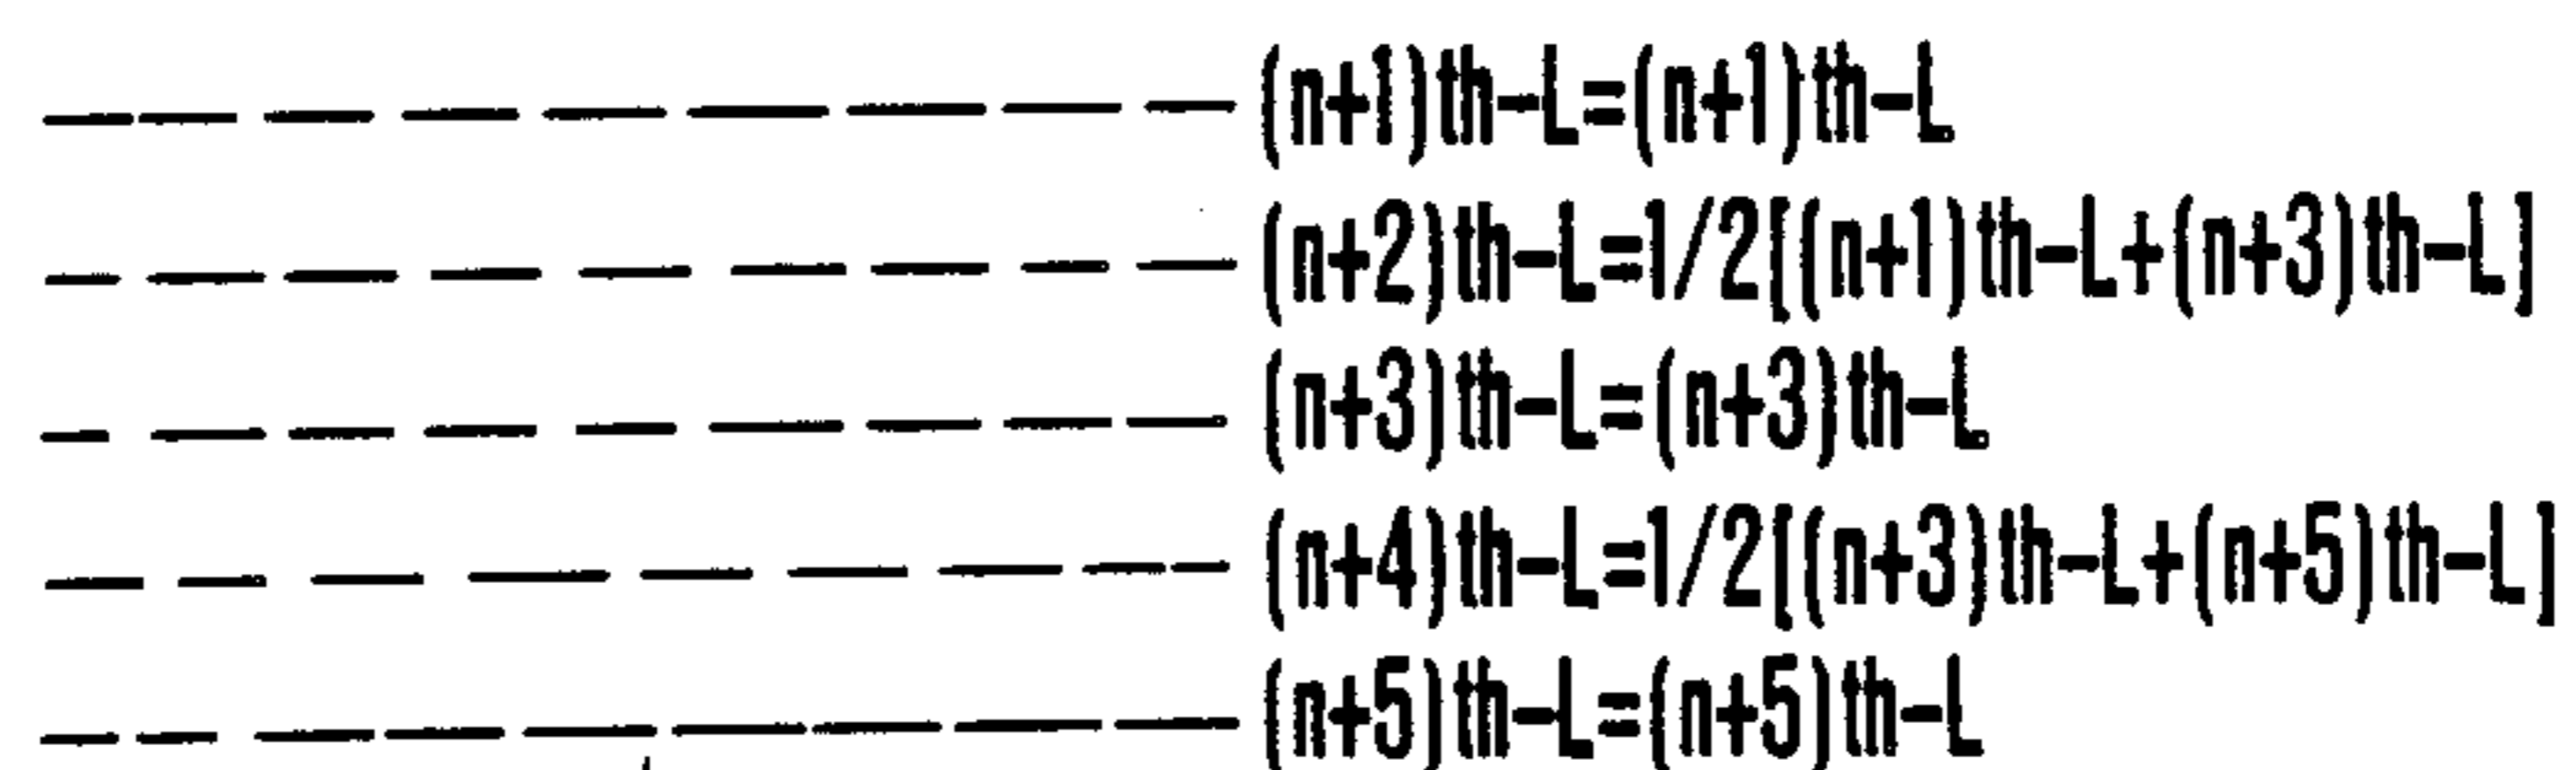 (n+1)th-L=(n+1)th-L
(n+2)th-L=1/2[(n+1)th-L+(n+3)th-L]
(n+3)th-L=(n+3)th-L
(n+4)th-L=1/2[(n+3)th-L+(n+5)th-L]
(n+5)th-L=(n+5)th-L